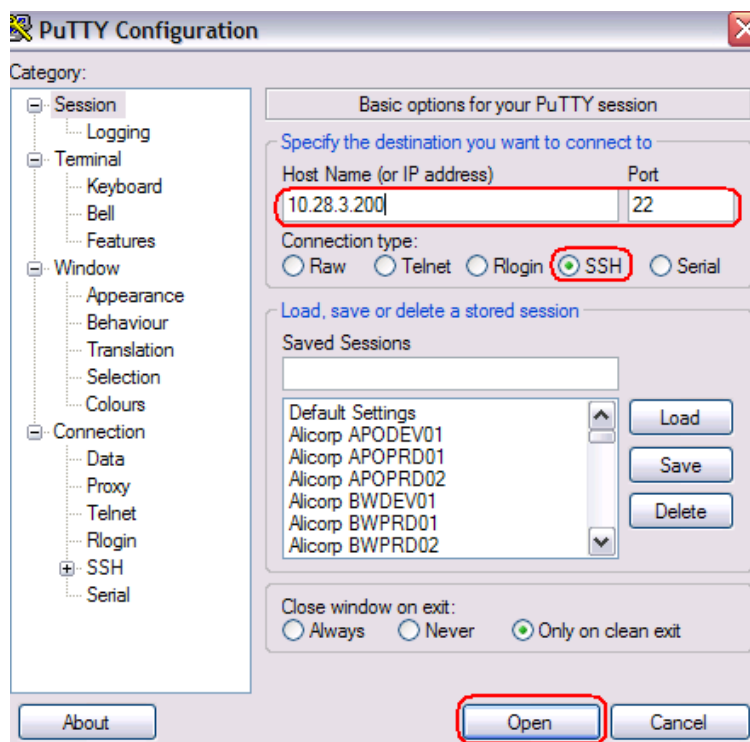 PuTTY Configuration
Category:
Session
Logging
Terminal
Keyboard
Bell
Features
Window
Appearance
Behaviour
Translation
Selection
Colours
Connection
Data
Proxy
Telnet
Rlogin
SSH
Serial
Basic options for your PuTTY session
Specify the destination you want to connect to
Host Name (or IP address) Port
10.28.3.200 22
Connection type:
Raw Telnet Rlogin SSH Serial
Load, save or delete a stored session
Saved Sessions
Default Settings
Alicorp APODEV01
Alicorp APOPRD01
Alicorp APOPRD02
Alicorp BWDEV01
Alicorp BWPRD01
Alicorp BWPRD02
Load
Save
Delete
Close window on exit:
Always Never Only on clean exit
About Open Cancel